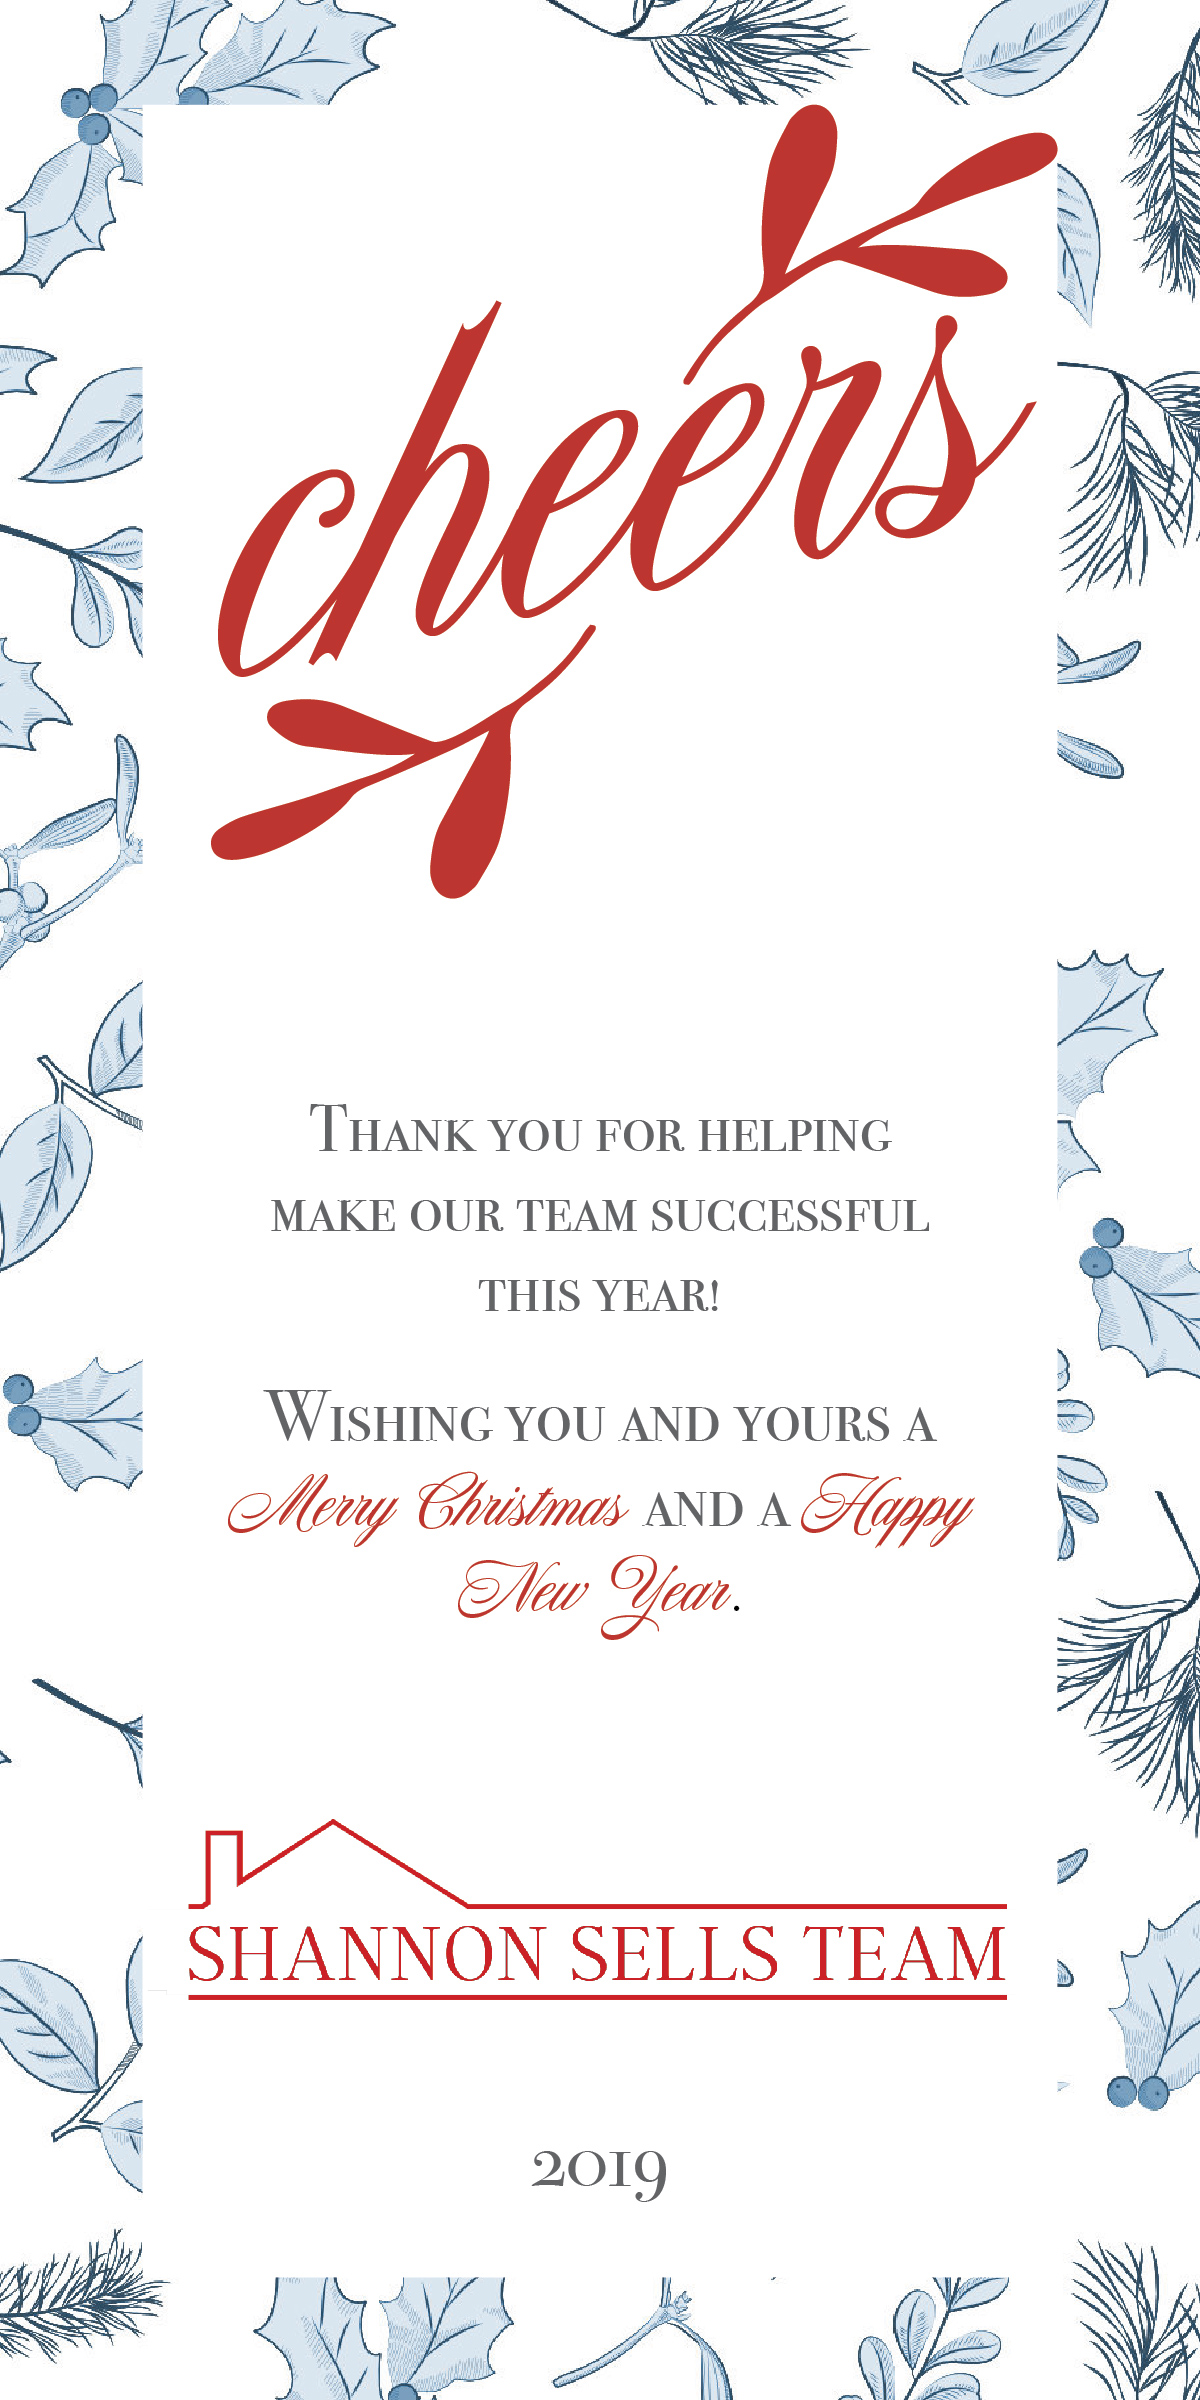 cheers
Thank you for helping
make our team successful
this year!
Wishing you and yours a
Merry Christmas and a Happy
New Year.
SHANNON SELLS TEAM
2019